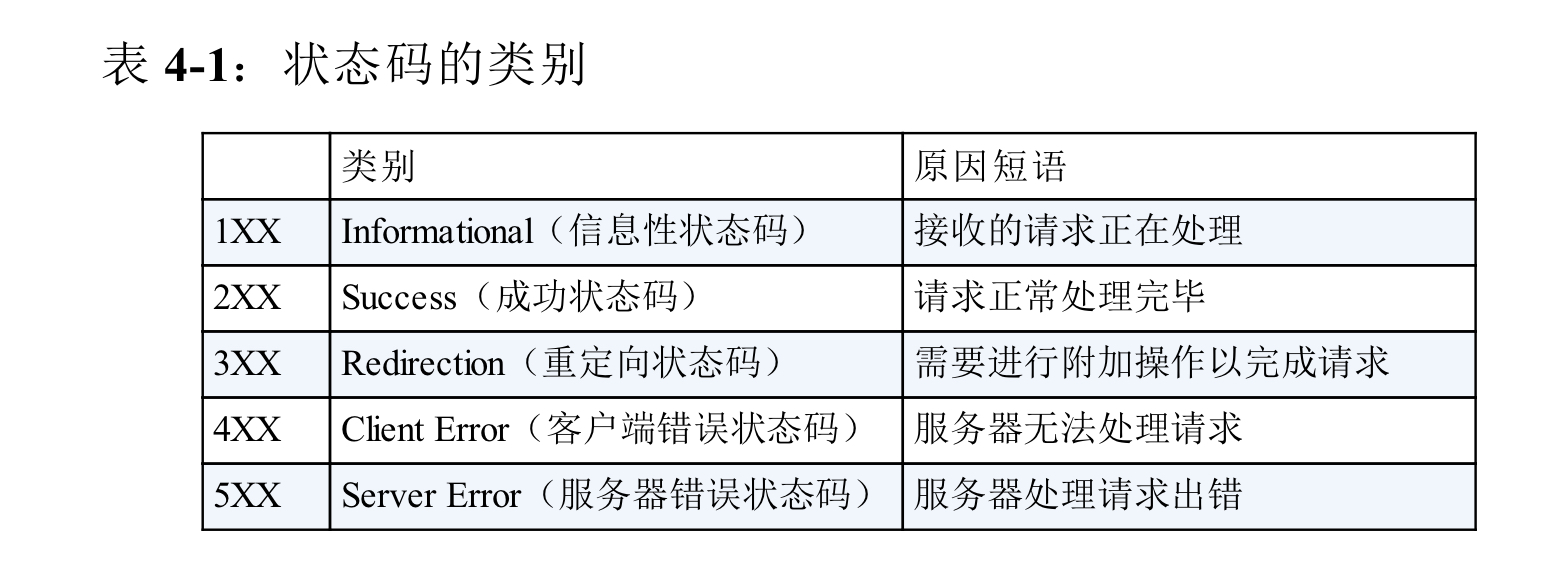 表 4-1：状态码的类别
类别 原因短语
1XX Informational（信息性状态码） 接收的请求正在处理
2XX Success（成功状态码） 请求正常处理完毕
3XX Redirection（重定向状态码） 需要进行附加操作以完成请求
4XX Client Error（客户端错误状态码） 服务器无法处理请求
5XX Server Error（服务器错误状态码） 服务器处理请求出错